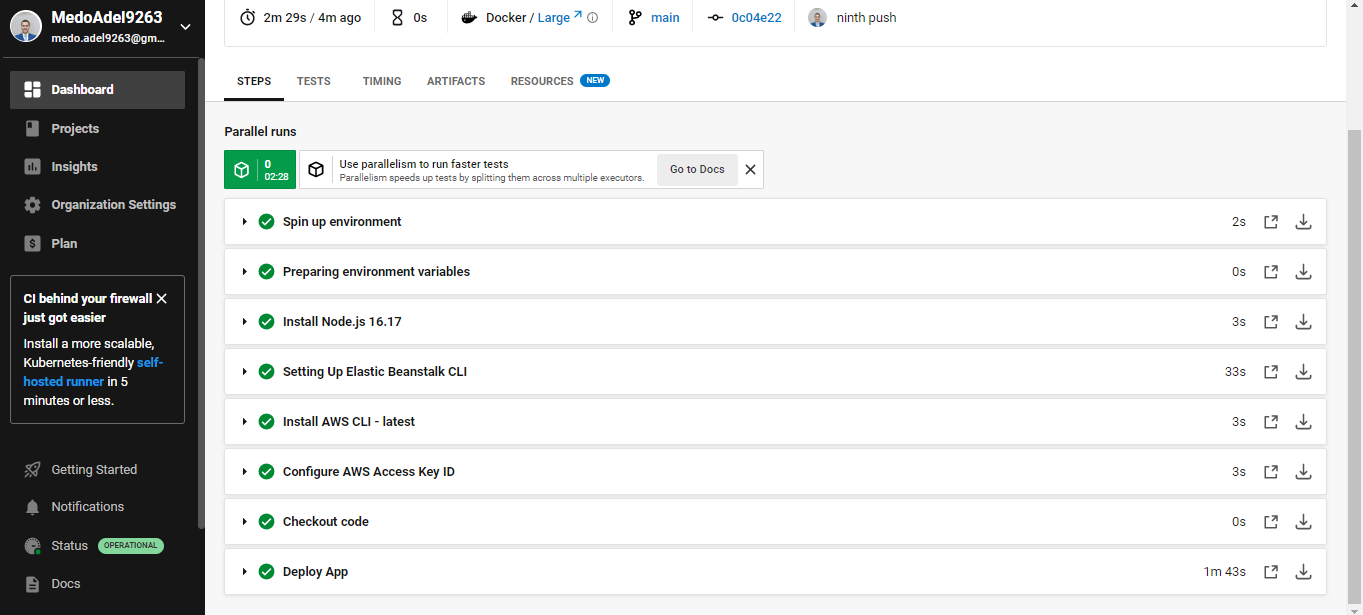 MedoAdel9263
medo.adel9263@gm...
Dashboard
Projects
Insights
Organization Settings
Plan
CI behind your firewall
just got easier
Install a more scalable,
Kubernetes-friendly self-
hosted runner in 5
minutes or less.
Getting Started
Notifications
Status OPERATIONAL
Docs
2m 29s / 4m ago
0s
Docker / Large
main
0c04e22
ninth push
STEPS
TESTS
TIMING
ARTIFACTS
RESOURCES NEW
Parallel runs
0
02:28
Use parallelism to run faster tests
Parallelism speeds up tests by splitting them across multiple executors.
Go to Docs
Spin up environment 2s
Preparing environment variables 0s
Install Node.js 16.17 3s
Setting Up Elastic Beanstalk CLI 33s
Install AWS CLI - latest 3s
Configure AWS Access Key ID 3s
Checkout code 0s
Deploy App 1m 43s